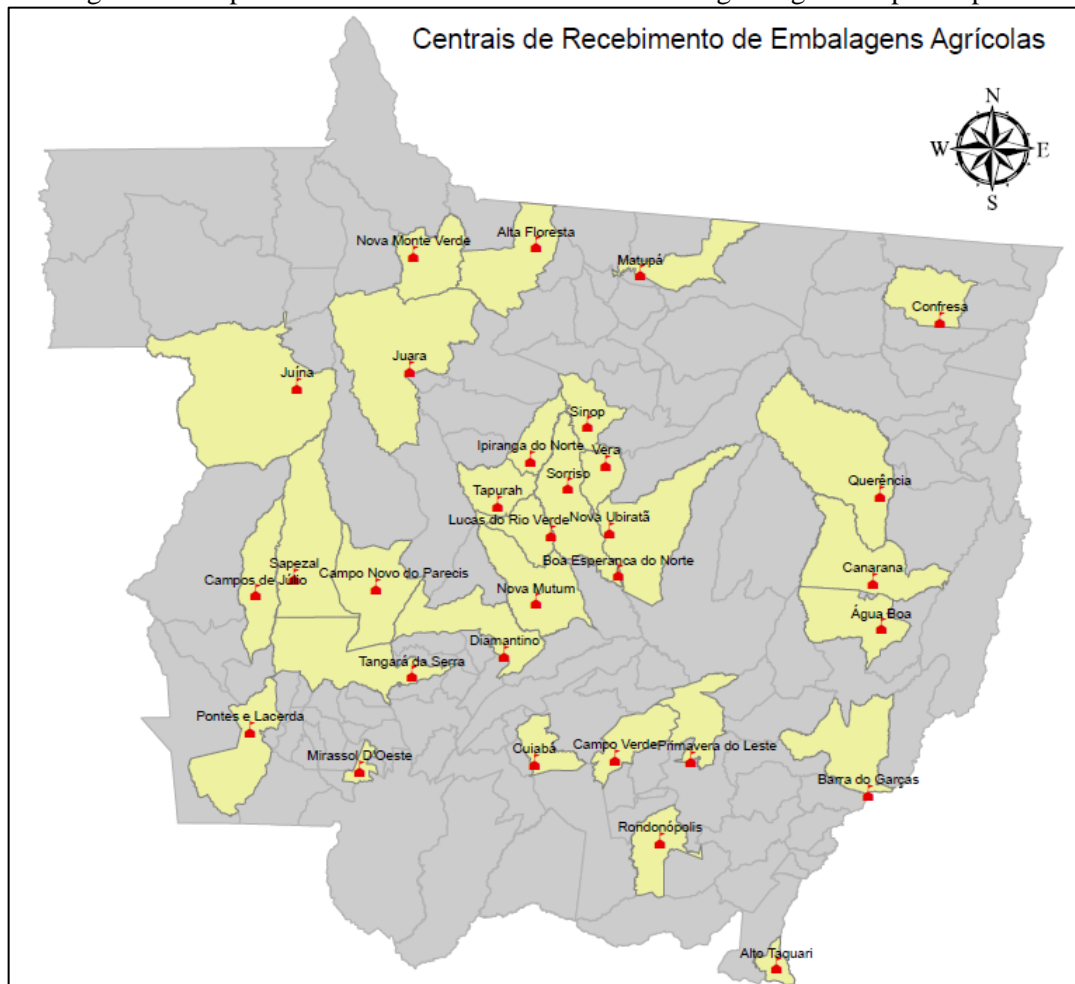 Centrais de Recebimento de Embalagens Agrícolas
N
W
E
S
Alta Floresta
Nova Monte Verde
Matupá
Confresa
Juara
Juína
Sinop
Ipiranga do Norte
Vera
Sorriso
Tapurah
Querência
Lucas do Rio Verde
Nova Ubiratã
Boa Esperança do Norte
Sapezal
Campos de Júlio
Campo Novo do Parecis
Canarana
Nova Mutum
Água Boa
Diamantino
Tangará da Serra
Pontes e Lacerda
Mirassol D'Oeste
Cuiabá
Campo Verde
Primavera do Leste
Barra do Garças
Rondonópolis
Alto Taquari